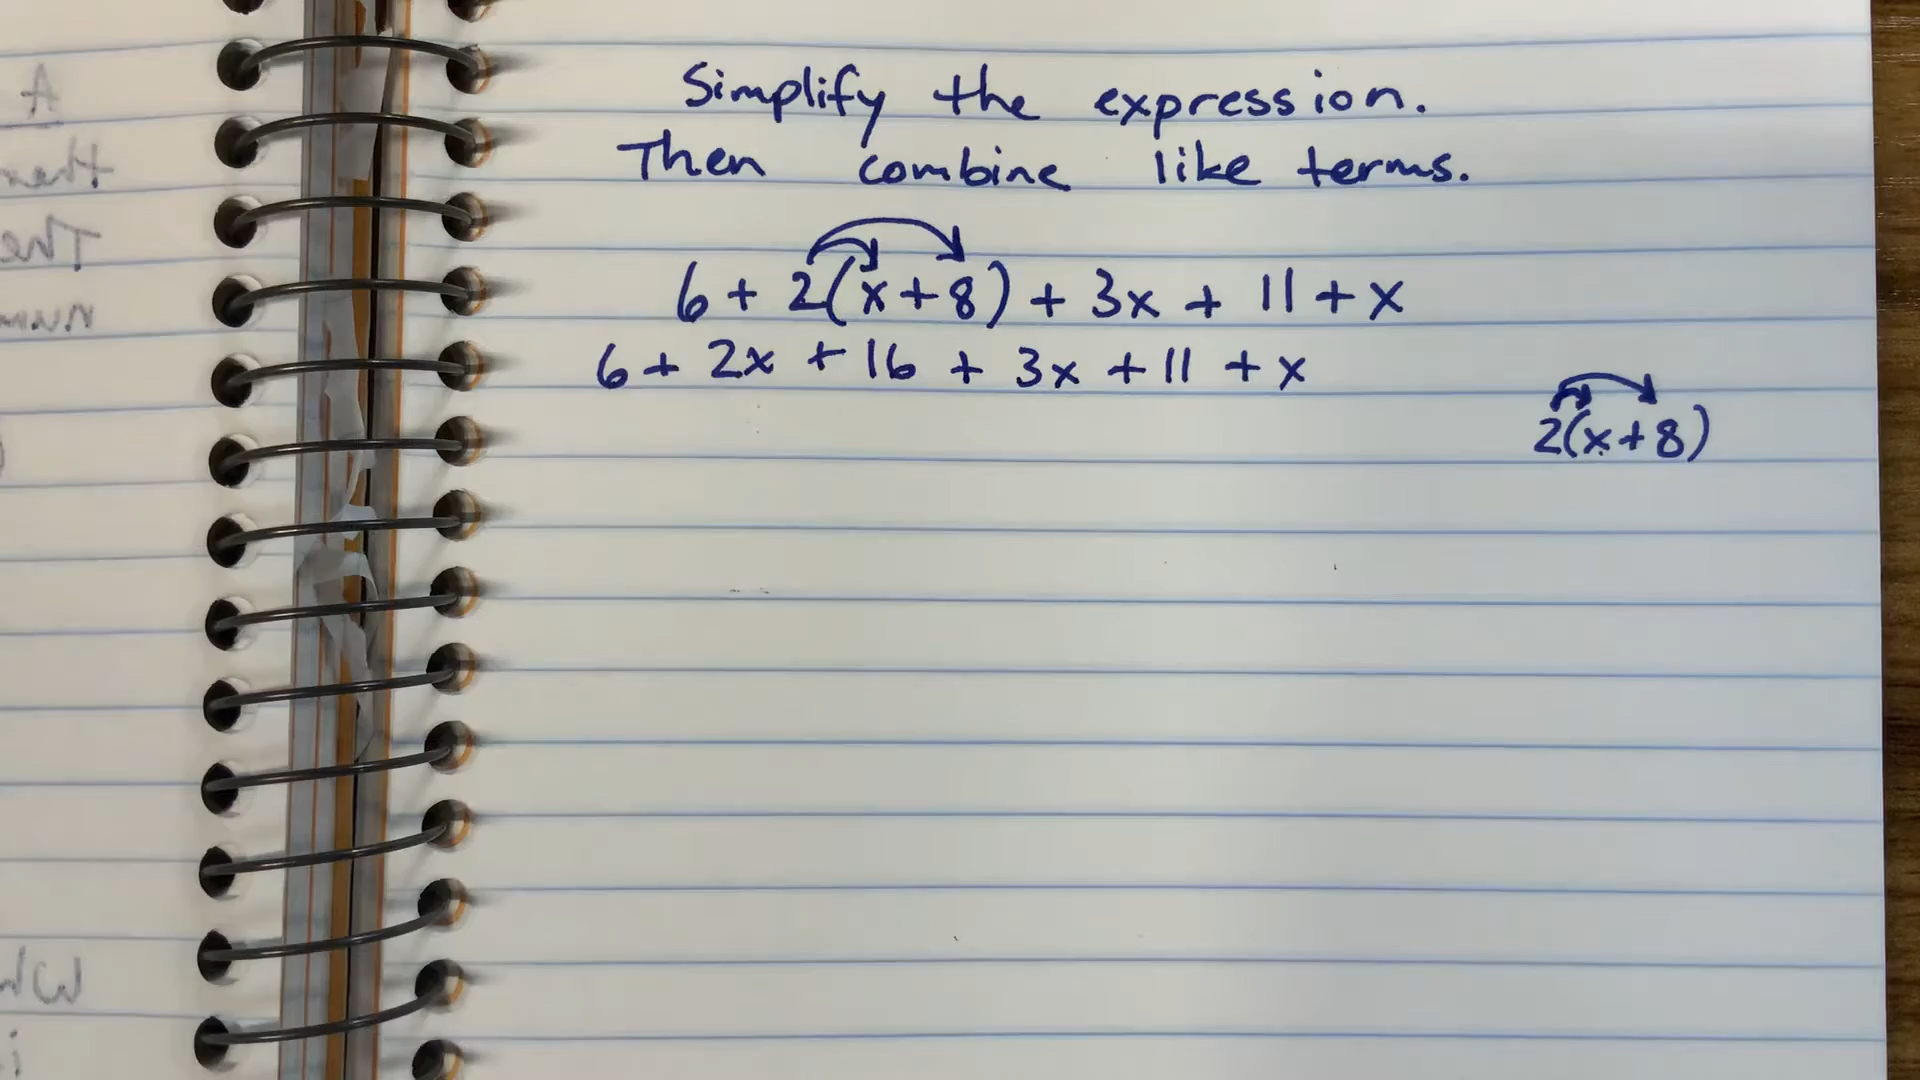 Simplify the expression.
Then combine like terms.
6 + 2(x + 8) + 3x + 11 + x
6 + 2x + 16 + 3x + 11 + x
2(x + 8)